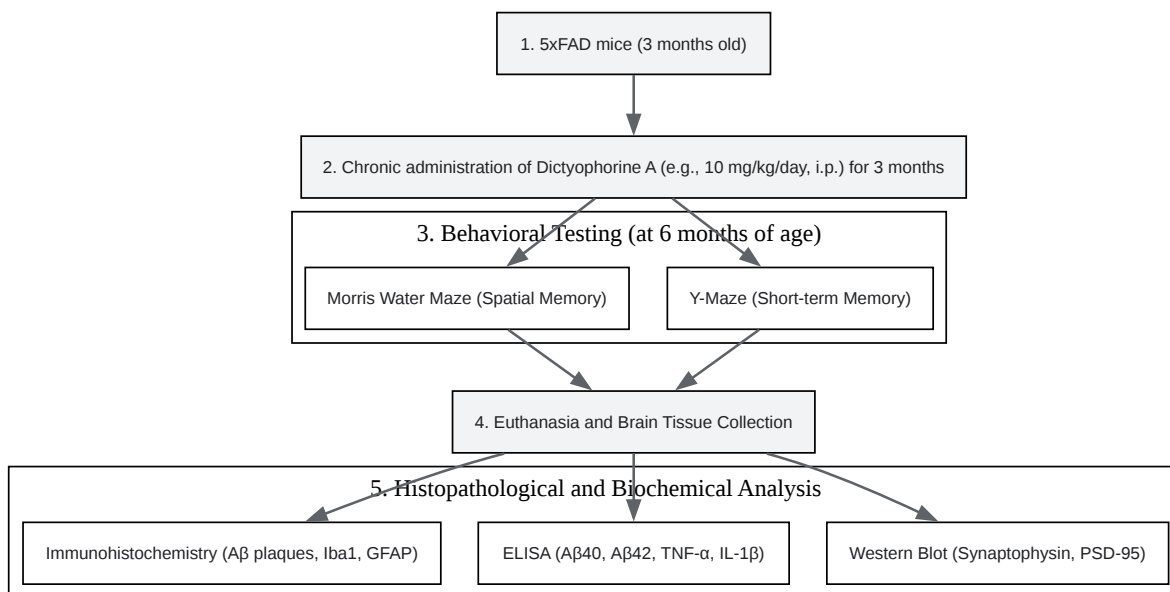 1. 5xFAD mice (3 months old)
2. Chronic administration of Dictyophorine A (e.g., 10 mg/kg/day, i.p.) for 3 months
3. Behavioral Testing (at 6 months of age)
Morris Water Maze (Spatial Memory)
Y-Maze (Short-term Memory)
4. Euthanasia and Brain Tissue Collection
5. Histopathological and Biochemical Analysis
Immunohistochemistry (Aβ plaques, Iba1, GFAP)
ELISA (Aβ40, Aβ42, TNF-α, IL-1β)
Western Blot (Synaptophysin, PSD-95)